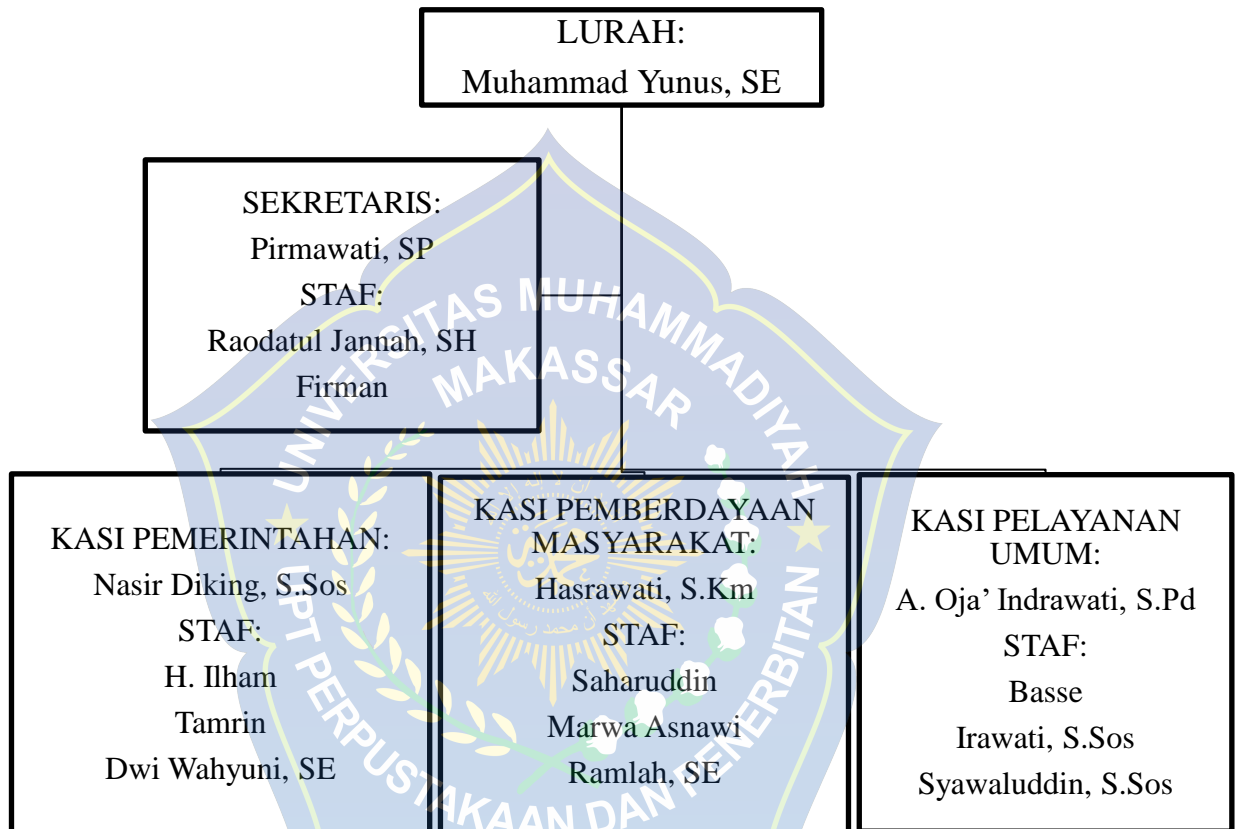 LURAH:
Muhammad Yunus, SE
SEKRETARIS:
Pirmawati, SP
STAF:
Raodatul Jannah, SH
Firman
KASI PEMERINTAHAN:
Nasir Diking, S.Sos
STAF:
H. Ilham
Tamrin
Dwi Wahyuni, SE
KASI PEMBERDAYAAN
MASYARAKAT:
Hasrawati, S.Km
STAF:
Saharuddin
Marwa Asnawi
Ramlah, SE
KASI PELAYANAN
UMUM:
A. Oja’ Indrawati, S.Pd
STAF:
Basse
Irawati, S.Sos
Syawaluddin, S.Sos
UNIVERSITAS MUHAMMADIYAH
MAKASSAR
UPT PERPUSTAKAAN DAN PENERBITAN